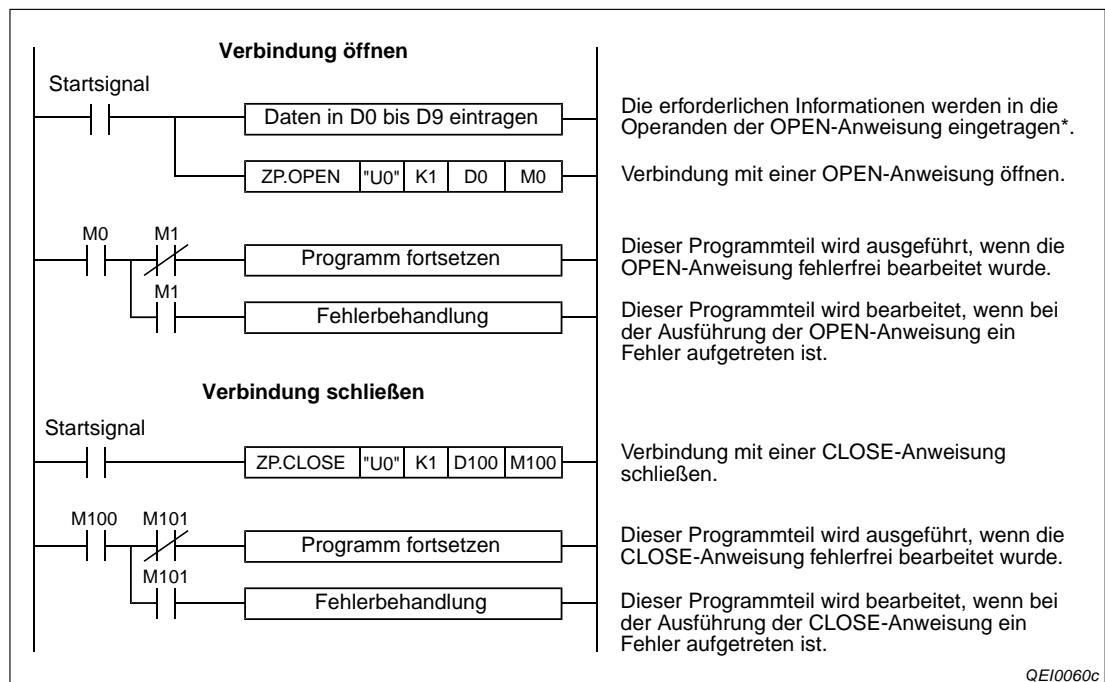 Verbindung öffnen
Startsignal
Daten in D0 bis D9 eintragen
Die erforderlichen Informationen werden in die
Operanden der OPEN-Anweisung eingetragen*.
ZP.OPEN "U0" K1 D0 M0
Verbindung mit einer OPEN-Anweisung öffnen.
M0 M1
Programm fortsetzen
Dieser Programmteil wird ausgeführt, wenn die
OPEN-Anweisung fehlerfrei bearbeitet wurde.
M1
Fehlerbehandlung
Dieser Programmteil wird bearbeitet, wenn bei
der Ausführung der OPEN-Anweisung ein
Fehler aufgetreten ist.
Verbindung schließen
Startsignal
ZP.CLOSE "U0" K1 D100 M100
Verbindung mit einer CLOSE-Anweisung
schließen.
M100 M101
Programm fortsetzen
Dieser Programmteil wird ausgeführt, wenn die
CLOSE-Anweisung fehlerfrei bearbeitet wurde.
M101
Fehlerbehandlung
Dieser Programmteil wird bearbeitet, wenn bei
der Ausführung der CLOSE-Anweisung ein
Fehler aufgetreten ist.
QEI0060c